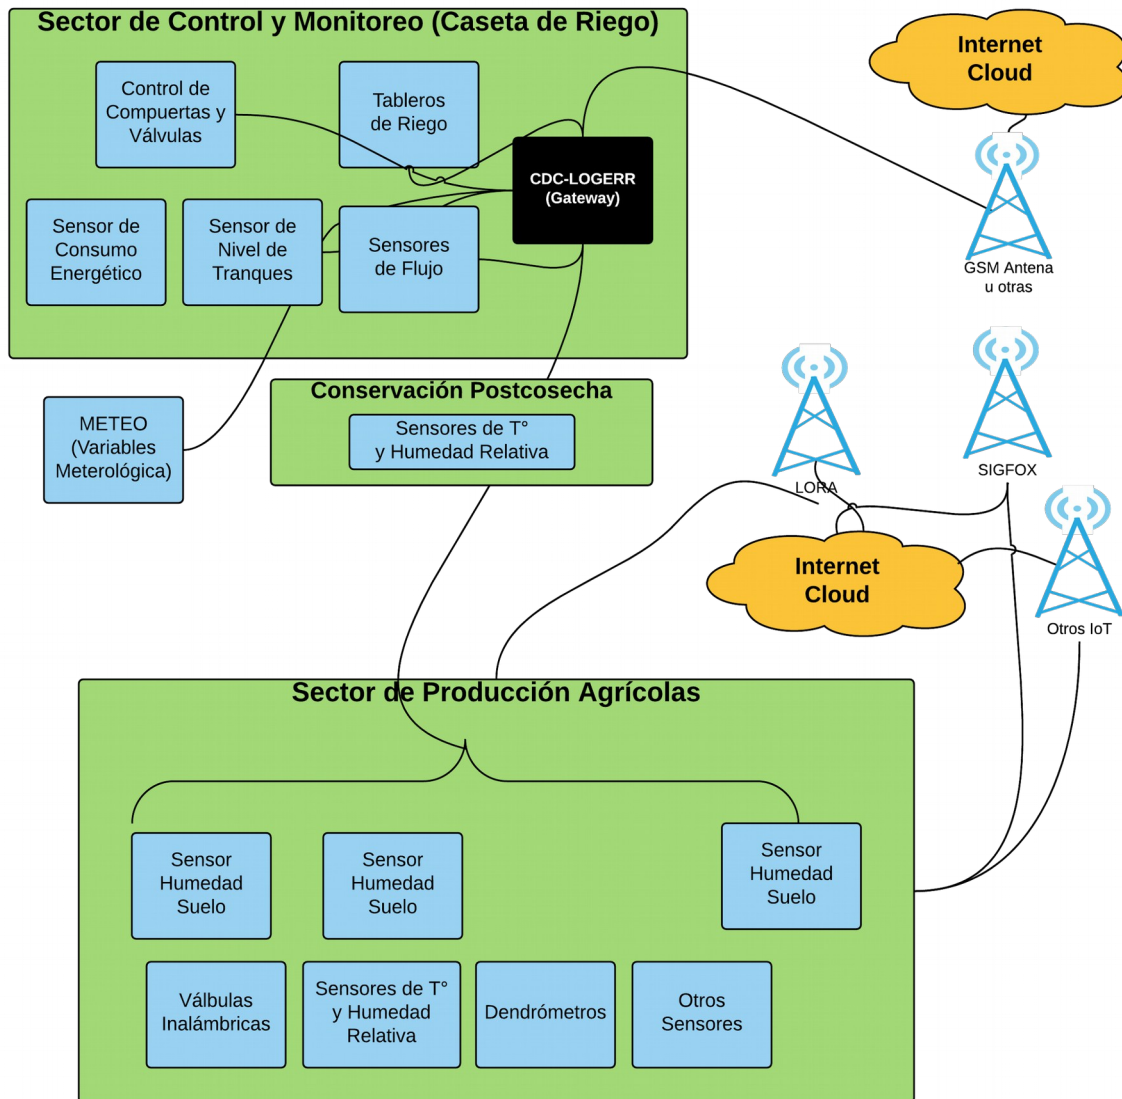 Sector de Control y Monitoreo (Caseta de Riego)
Control de
Compuertas y
Válvulas
Tableros
de Riego
CDC-LOGERR
(Gateway)
Sensor de
Consumo
Energético
Sensor de
Nivel de
Tranques
Sensores
de Flujo
Internet
Cloud
GSM Antena
u otras
METEO
(Variables
Meterológica)
Conservación Postcosecha
Sensores de T°
y Humedad Relativa
LORA
SIGFOX
Internet
Cloud
Otros IoT
Sector de Producción Agrícolas
Sensor
Humedad
Suelo
Sensor
Humedad
Suelo
Sensor
Humedad
Suelo
Válbulas
Inalámbricas
Sensores de T°
y Humedad
Relativa
Dendrómetros
Otros
Sensores